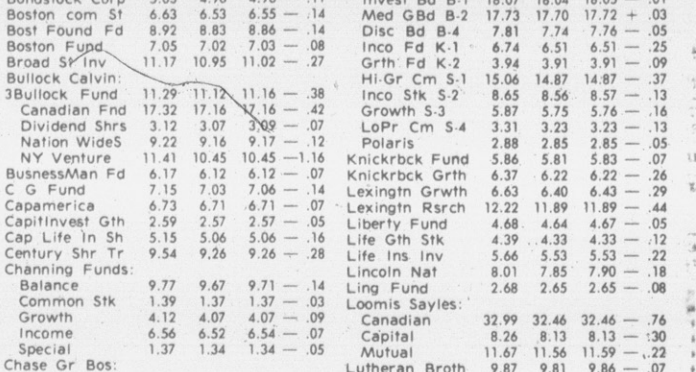 Boston com St 6.63 6.53 6.55 — .14
Bost Found Fd 8.92 8.83 8.86 — .14
Boston Fund 7.05 7.02 7.03 — .08
Broad St Inv 11.17 10.95 11.02 — .27
Bullock Calvin:
3Bullock Fund 11.29 11.12 11.16 — .38
Canadian Fnd 17.32 17.16 17.16 — .42
Dividend Shrs 3.12 3.07 3.09 — .07
Nation WideS 9.22 9.16 9.17 — .12
NY Venture 11.41 10.45 10.45 —1.16
BusnessMan Fd 6.17 6.12 6.12 — .07
C G Fund 7.15 7.03 7.06 — .14
Capamerica 6.73 6.71 6.71 — .07
CapitInvest Gth 2.59 2.57 2.57 — .05
Cap Life In Sh 5.15 5.06 5.06 — .16
Century Shr Tr 9.54 9.26 9.26 — .28
Channing Funds:
Balance 9.77 9.67 9.71 — .14
Common Stk 1.39 1.37 1.37 — .03
Growth 4.12 4.07 4.07 — .09
Income 6.56 6.52 6.54 — .07
Special 1.37 1.34 1.34 — .05
Chase Gr Bos:
Med GBd B-2 17.73 17.70 17.72 + .03
Disc Bd B-4 7.81 7.74 7.76 — .05
Inco Fd K-1 6.74 6.51 6.51 — .25
Grth Fd K-2 3.94 3.91 3.91 — .09
Hi-Gr Cm S-1 15.06 14.87 14.87 — .37
Inco Stk S-2 8.65 8.56 8.57 — .13
Growth S-3 5.87 5.75 5.76 — .16
LoPr Cm S-4 3.31 3.23 3.23 — .13
Polaris 2.88 2.85 2.85 — .05
Knickrbck Fund 5.86 5.81 5.83 — .07
Knickrbck Grth 6.37 6.22 6.22 — .26
Lexingtn Grwth 6.63 6.40 6.43 — .29
Lexingtn Rsrch 12.22 11.89 11.89 — .44
Liberty Fund 4.68 4.64 4.67 — .05
Life Gth Stk 4.39 4.33 4.33 — .12
Life Ins Inv 5.66 5.53 5.53 — .22
Lincoln Nat 8.01 7.85 7.90 — .18
Ling Fund 2.68 2.65 2.65 — .08
Loomis Sayles:
Canadian 32.99 32.46 32.46 — .76
Capital 8.26 8.13 8.13 — .30
Mutual 11.67 11.56 11.59 — .22
Lutheran Broth 9.87 9.81 9.86 — .07